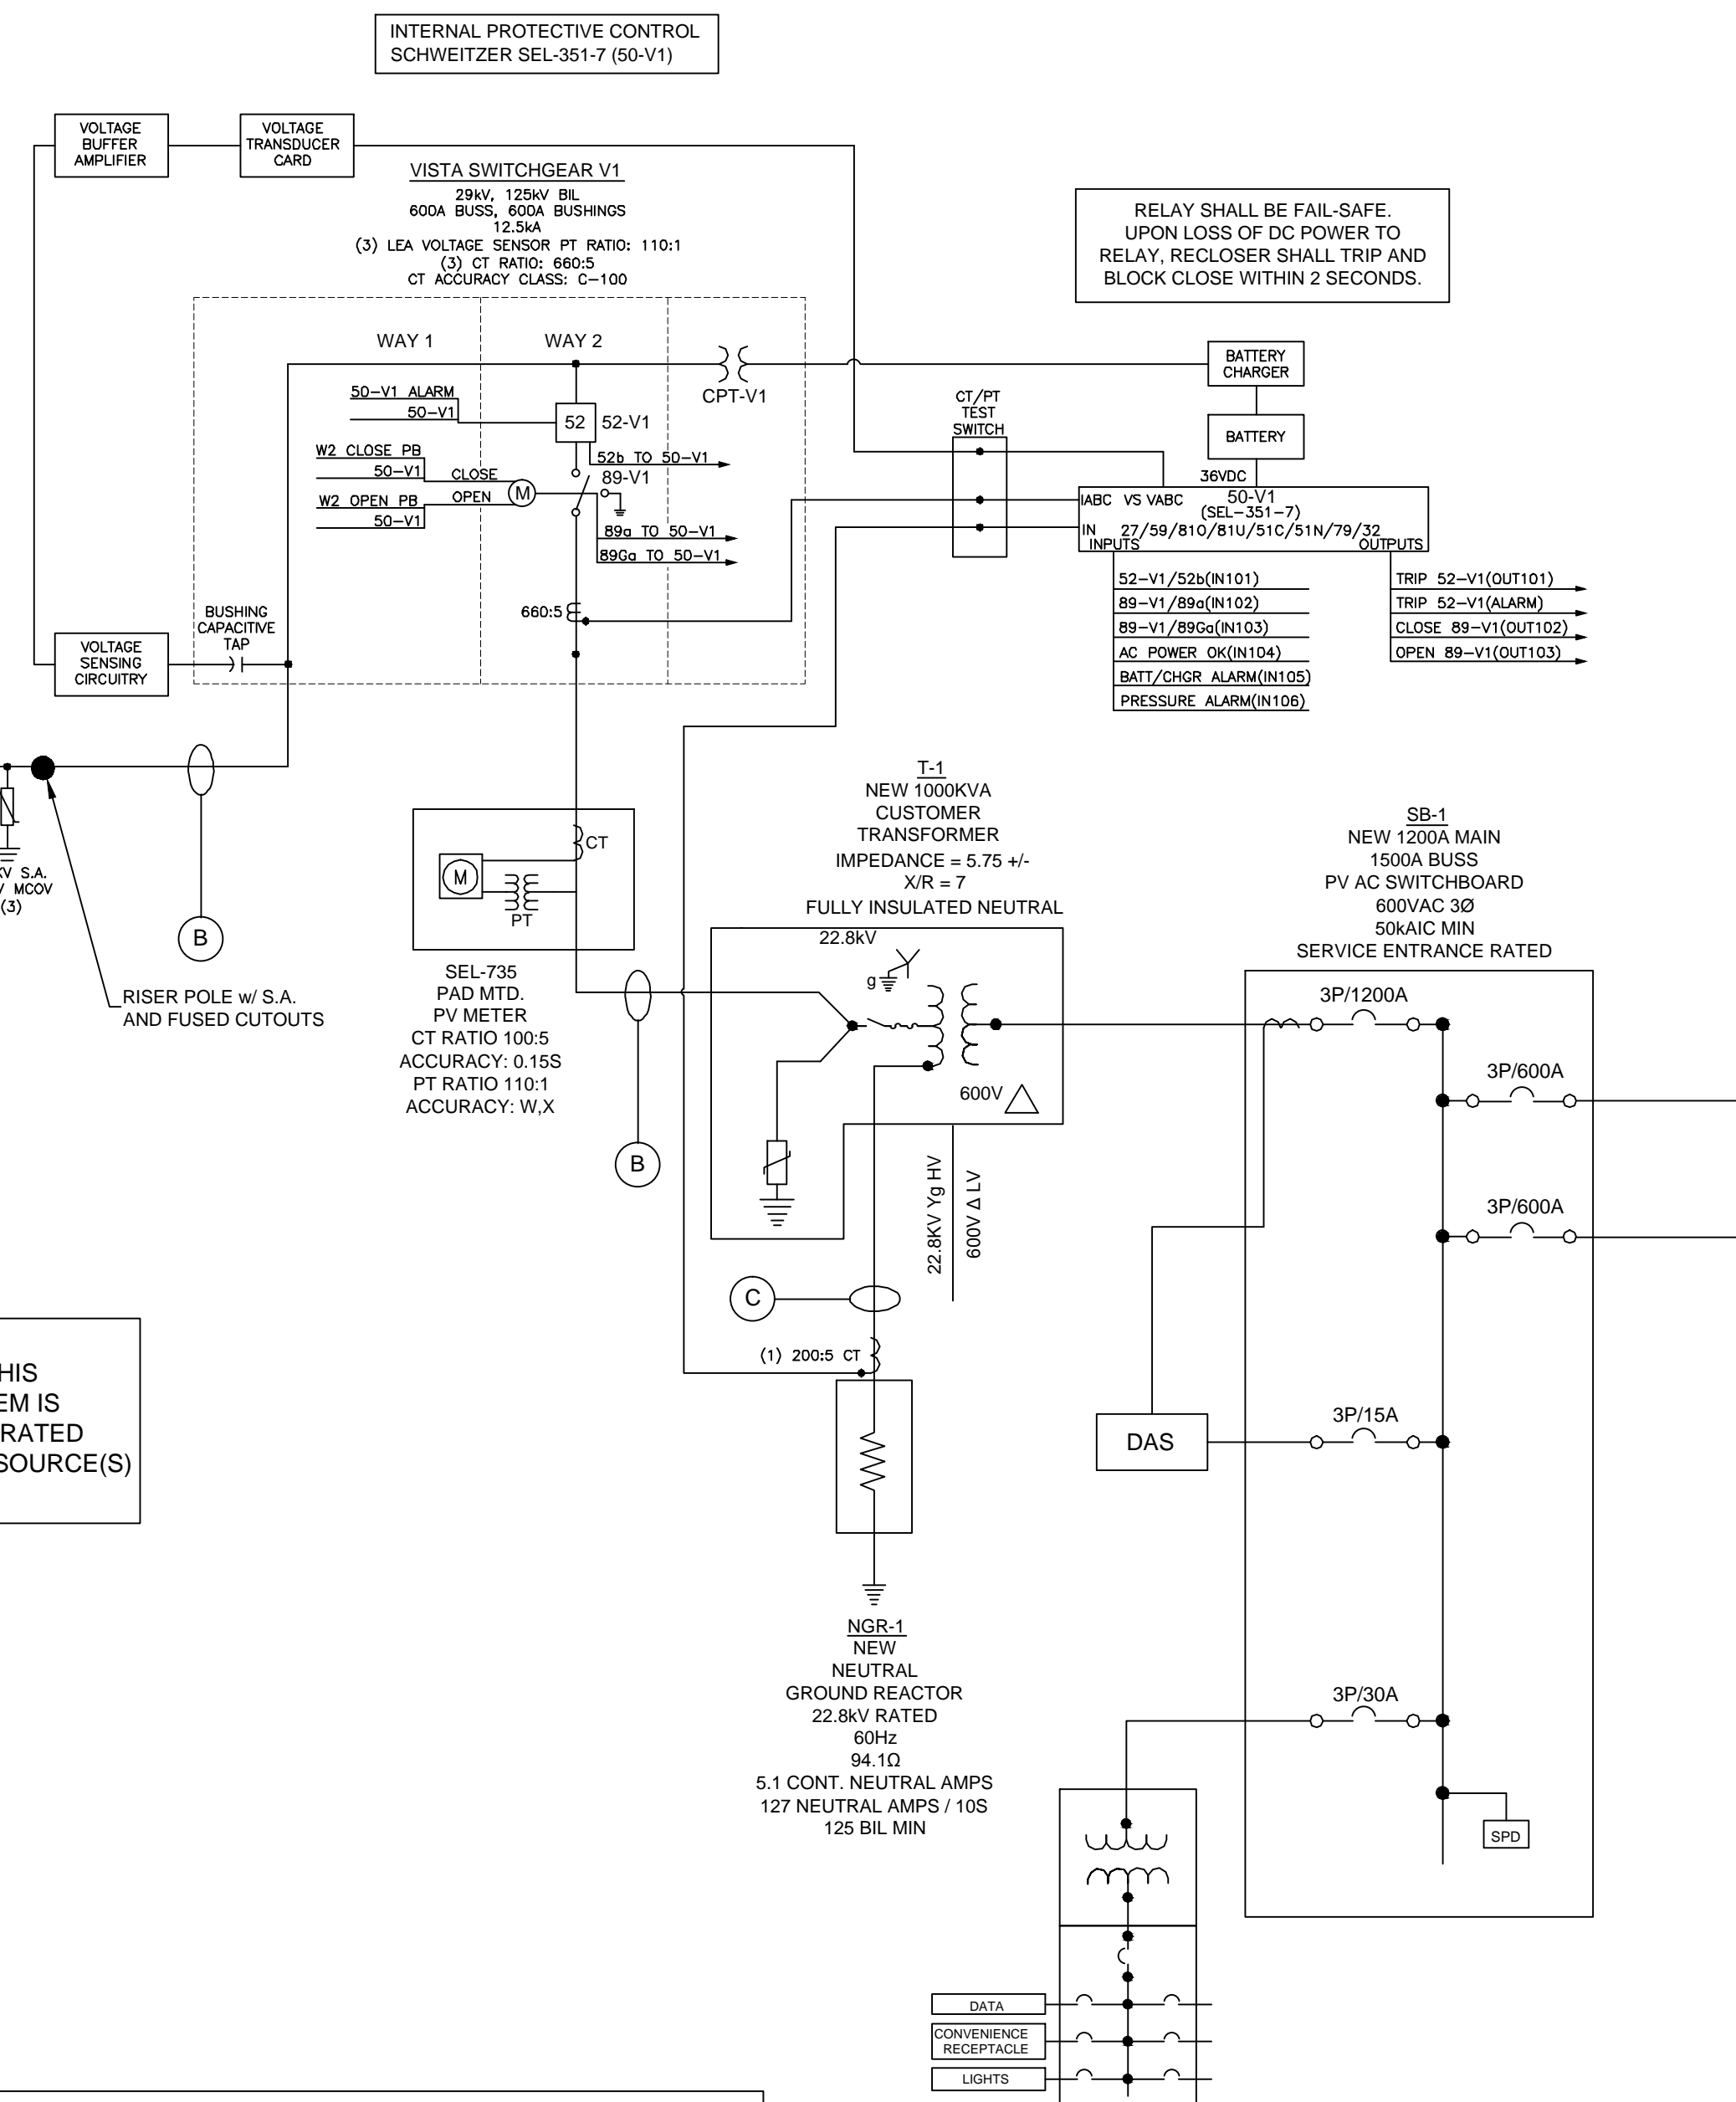 INTERNAL PROTECTIVE CONTROL
SCHWEITZER SEL-351-7 (50-V1)
VOLTAGE
BUFFER
AMPLIFIER
VOLTAGE
TRANSDUCER
CARD
VISTA SWITCHGEAR V1
29kV, 125kV BIL
600A BUSS, 600A BUSHINGS
12.5kA
(3) LEA VOLTAGE SENSOR PT RATIO: 110:1
(3) CT RATIO: 660:5
CT ACCURACY CLASS: C-100
RELAY SHALL BE FAIL-SAFE.
UPON LOSS OF DC POWER TO
RELAY, RECLOSER SHALL TRIP AND
BLOCK CLOSE WITHIN 2 SECONDS.
WAY 1
WAY 2
CPT-V1
50-V1 ALARM
50-V1
52
52-V1
W2 CLOSE PB
50-V1
CLOSE
W2 OPEN PB
50-V1
OPEN
M
52b TO 50-V1
89-V1
89a TO 50-V1
89Ga TO 50-V1
660:5
BUSHING
CAPACITIVE
TAP
VOLTAGE
SENSING
CIRCUITRY
CT/PT
TEST
SWITCH
BATTERY
CHARGER
BATTERY
36VDC
IABC VS VABC
50-V1
(SEL-351-7)
IN 27/59/81O/81U/51C/51N/79/32
INPUTS
OUTPUTS
52-V1/52b(IN101)
89-V1/89a(IN102)
89-V1/89Ga(IN103)
AC POWER OK(IN104)
BATT/CHGR ALARM(IN105)
PRESSURE ALARM(IN106)
TRIP 52-V1(OUT101)
TRIP 52-V1(ALARM)
CLOSE 89-V1(OUT102)
OPEN 89-V1(OUT103)
KV S.A.
V MCOV
(3)
B
RISER POLE w/ S.A.
AND FUSED CUTOUTS
CT
M
PT
SEL-735
PAD MTD.
PV METER
CT RATIO 100:5
ACCURACY: 0.15S
PT RATIO 110:1
ACCURACY: W,X
B
T-1
NEW 1000KVA
CUSTOMER
TRANSFORMER
IMPEDANCE = 5.75 +/-
X/R = 7
FULLY INSULATED NEUTRAL
22.8kV
g
600V
22.8KV Yg HV
600V Δ LV
C
(1) 200:5 CT
NGR-1
NEW
NEUTRAL
GROUND REACTOR
22.8kV RATED
60Hz
94.1Ω
5.1 CONT. NEUTRAL AMPS
127 NEUTRAL AMPS / 10S
125 BIL MIN
SB-1
NEW 1200A MAIN
1500A BUSS
PV AC SWITCHBOARD
600VAC 3Ø
50kAIC MIN
SERVICE ENTRANCE RATED
3P/1200A
3P/600A
3P/600A
3P/15A
DAS
3P/30A
SPD
DATA
CONVENIENCE
RECEPTACLE
LIGHTS
HIS
EM IS
RATED
SOURCE(S)